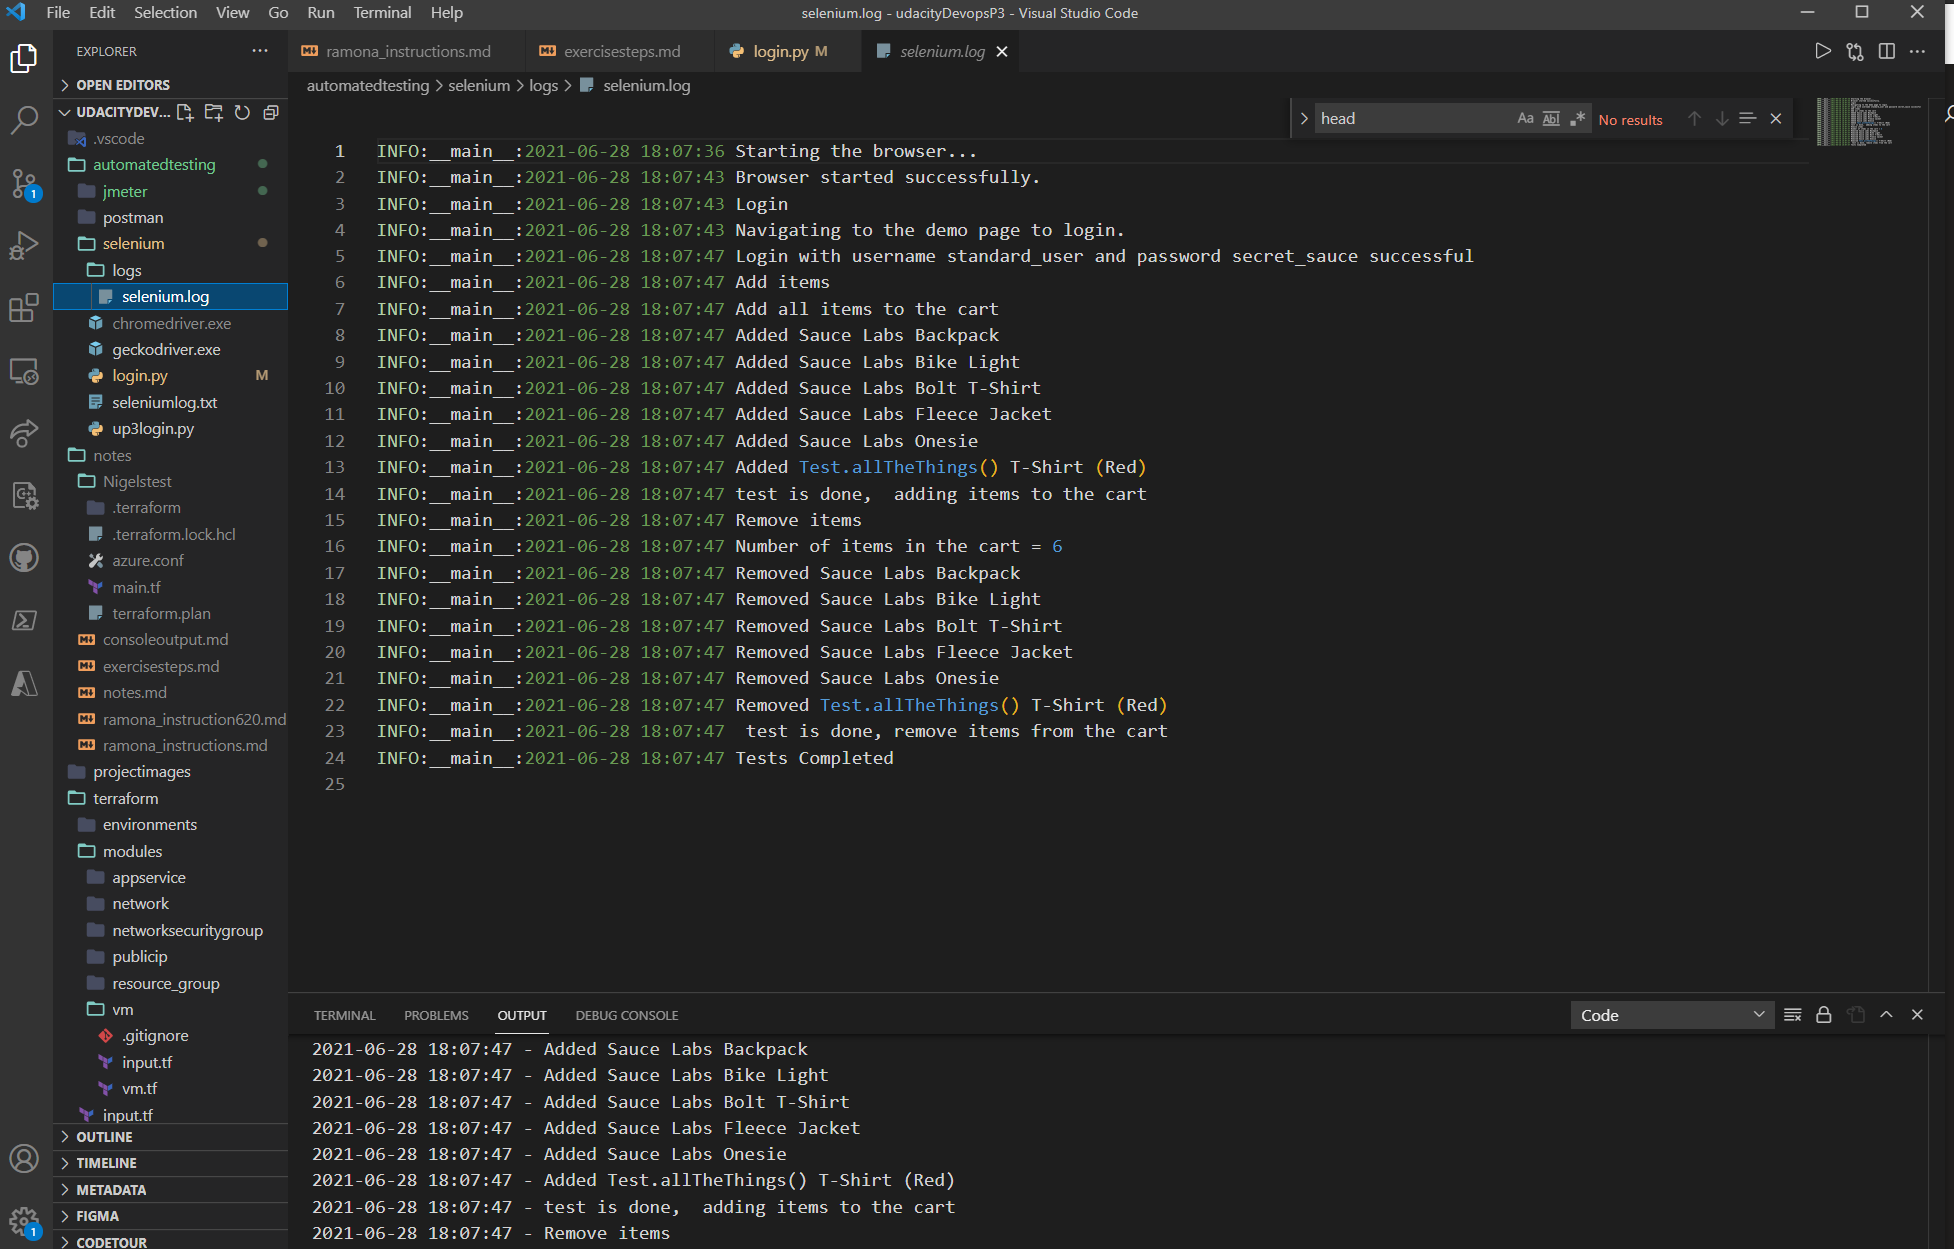 File Edit Selection View Go Run Terminal Help
selenium.log - udacityDevopsP3 - Visual Studio Code
EXPLORER
OPEN EDITORS
UDACITYDEV...
.vscode
automatedtesting
jmeter
postman
selenium
logs
selenium.log
chromedriver.exe
geckodriver.exe
login.py M
seleniumlog.txt
up3login.py
notes
Nigelstest
.terraform
.terraform.lock.hcl
azure.conf
main.tf
terraform.plan
consoleoutput.md
exercisesteps.md
notes.md
ramona_instruction620.md
ramona_instructions.md
projectimages
terraform
environments
modules
appservice
network
networksecuritygroup
publicip
resource_group
vm
.gitignore
input.tf
vm.tf
input.tf
OUTLINE
TIMELINE
METADATA
FIGMA
CODETOUR
1
1
ramona_instructions.md exercisesteps.md login.py M selenium.log
automatedtesting > selenium > logs > selenium.log
head Aa Abl .* No results
1 INFO:__main__:2021-06-28 18:07:36 Starting the browser...
2 INFO:__main__:2021-06-28 18:07:43 Browser started successfully.
3 INFO:__main__:2021-06-28 18:07:43 Login
4 INFO:__main__:2021-06-28 18:07:43 Navigating to the demo page to login.
5 INFO:__main__:2021-06-28 18:07:47 Login with username standard_user and password secret_sauce successful
6 INFO:__main__:2021-06-28 18:07:47 Add items
7 INFO:__main__:2021-06-28 18:07:47 Add all items to the cart
8 INFO:__main__:2021-06-28 18:07:47 Added Sauce Labs Backpack
9 INFO:__main__:2021-06-28 18:07:47 Added Sauce Labs Bike Light
10 INFO:__main__:2021-06-28 18:07:47 Added Sauce Labs Bolt T-Shirt
11 INFO:__main__:2021-06-28 18:07:47 Added Sauce Labs Fleece Jacket
12 INFO:__main__:2021-06-28 18:07:47 Added Sauce Labs Onesie
13 INFO:__main__:2021-06-28 18:07:47 Added Test.allTheThings() T-Shirt (Red)
14 INFO:__main__:2021-06-28 18:07:47 test is done,  adding items to the cart
15 INFO:__main__:2021-06-28 18:07:47 Remove items
16 INFO:__main__:2021-06-28 18:07:47 Number of items in the cart = 6
17 INFO:__main__:2021-06-28 18:07:47 Removed Sauce Labs Backpack
18 INFO:__main__:2021-06-28 18:07:47 Removed Sauce Labs Bike Light
19 INFO:__main__:2021-06-28 18:07:47 Removed Sauce Labs Bolt T-Shirt
20 INFO:__main__:2021-06-28 18:07:47 Removed Sauce Labs Fleece Jacket
21 INFO:__main__:2021-06-28 18:07:47 Removed Sauce Labs Onesie
22 INFO:__main__:2021-06-28 18:07:47 Removed Test.allTheThings() T-Shirt (Red)
23 INFO:__main__:2021-06-28 18:07:47  test is done, remove items from the cart
24 INFO:__main__:2021-06-28 18:07:47 Tests Completed
25
TERMINAL PROBLEMS OUTPUT DEBUG CONSOLE Code
2021-06-28 18:07:47 - Added Sauce Labs Backpack
2021-06-28 18:07:47 - Added Sauce Labs Bike Light
2021-06-28 18:07:47 - Added Sauce Labs Bolt T-Shirt
2021-06-28 18:07:47 - Added Sauce Labs Fleece Jacket
2021-06-28 18:07:47 - Added Sauce Labs Onesie
2021-06-28 18:07:47 - Added Test.allTheThings() T-Shirt (Red)
2021-06-28 18:07:47 - test is done,  adding items to the cart
2021-06-28 18:07:47 - Remove items